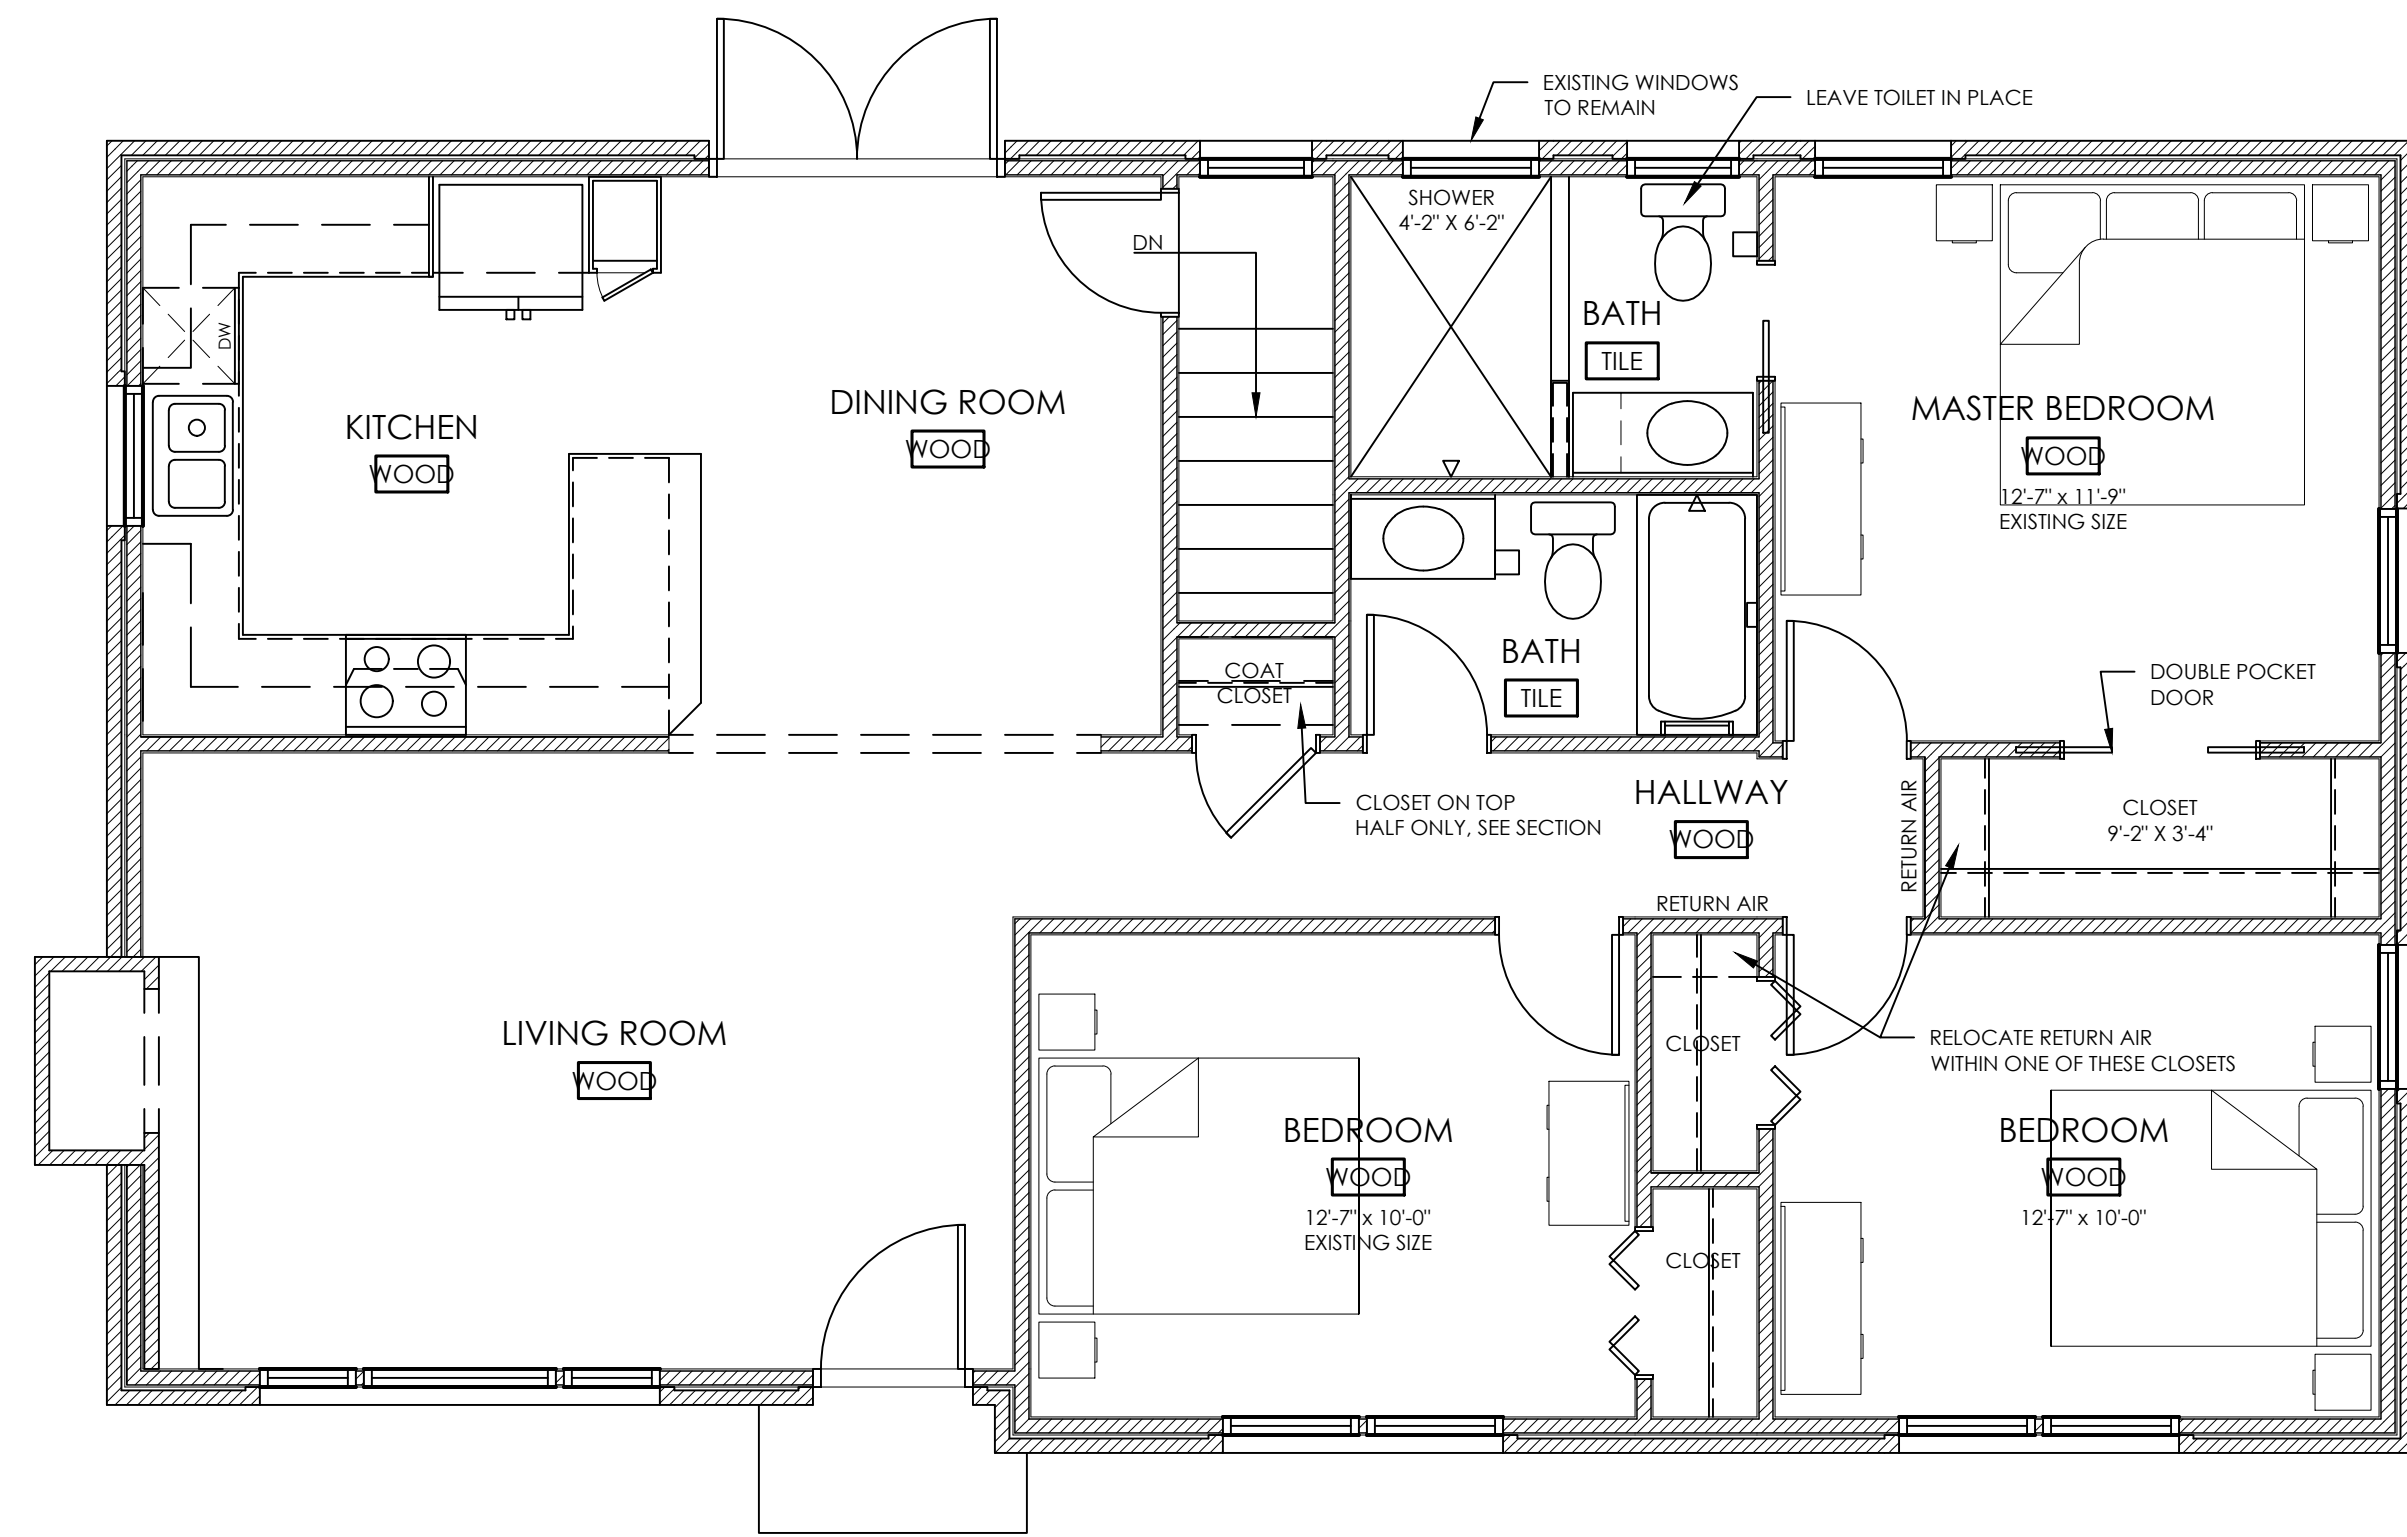 EXISTING WINDOWS
TO REMAIN
LEAVE TOILET IN PLACE
SHOWER
4'-2" X 6'-2"
DN
BATH
TILE
DW
KITCHEN
WOOD
DINING ROOM
WOOD
MASTER BEDROOM
WOOD
12'-7" x 11'-9"
EXISTING SIZE
BATH
TILE
COAT
CLOSET
DOUBLE POCKET
DOOR
CLOSET ON TOP
HALF ONLY, SEE SECTION
HALLWAY
WOOD
RETURN AIR
RETURN AIR
CLOSET
9'-2" X 3'-4"
LIVING ROOM
WOOD
CLOSET
RELOCATE RETURN AIR
WITHIN ONE OF THESE CLOSETS
BEDROOM
WOOD
12'-7" x 10'-0"
EXISTING SIZE
CLOSET
BEDROOM
WOOD
12'-7" x 10'-0"